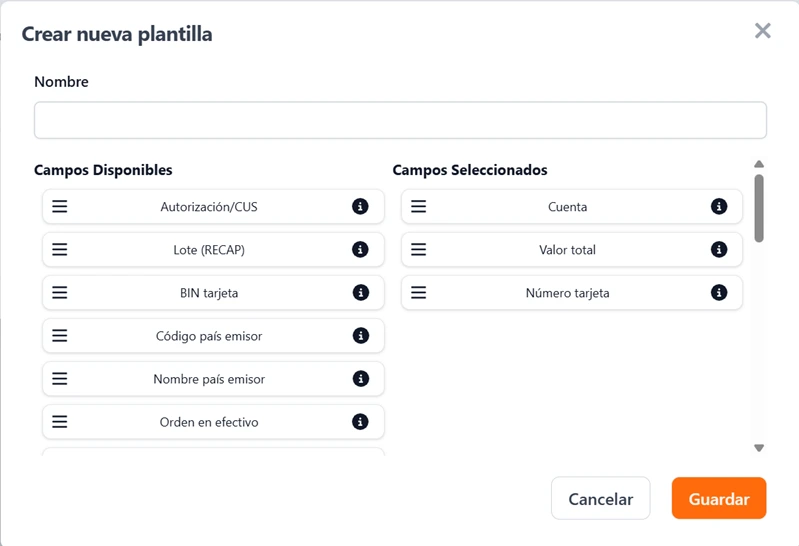 Crear nueva plantilla
Nombre
Campos Disponibles
Autorización/CUS
Lote (RECAP)
BIN tarjeta
Código país emisor
Nombre país emisor
Orden en efectivo
Campos Seleccionados
Cuenta
Valor total
Número tarjeta
Cancelar
Guardar